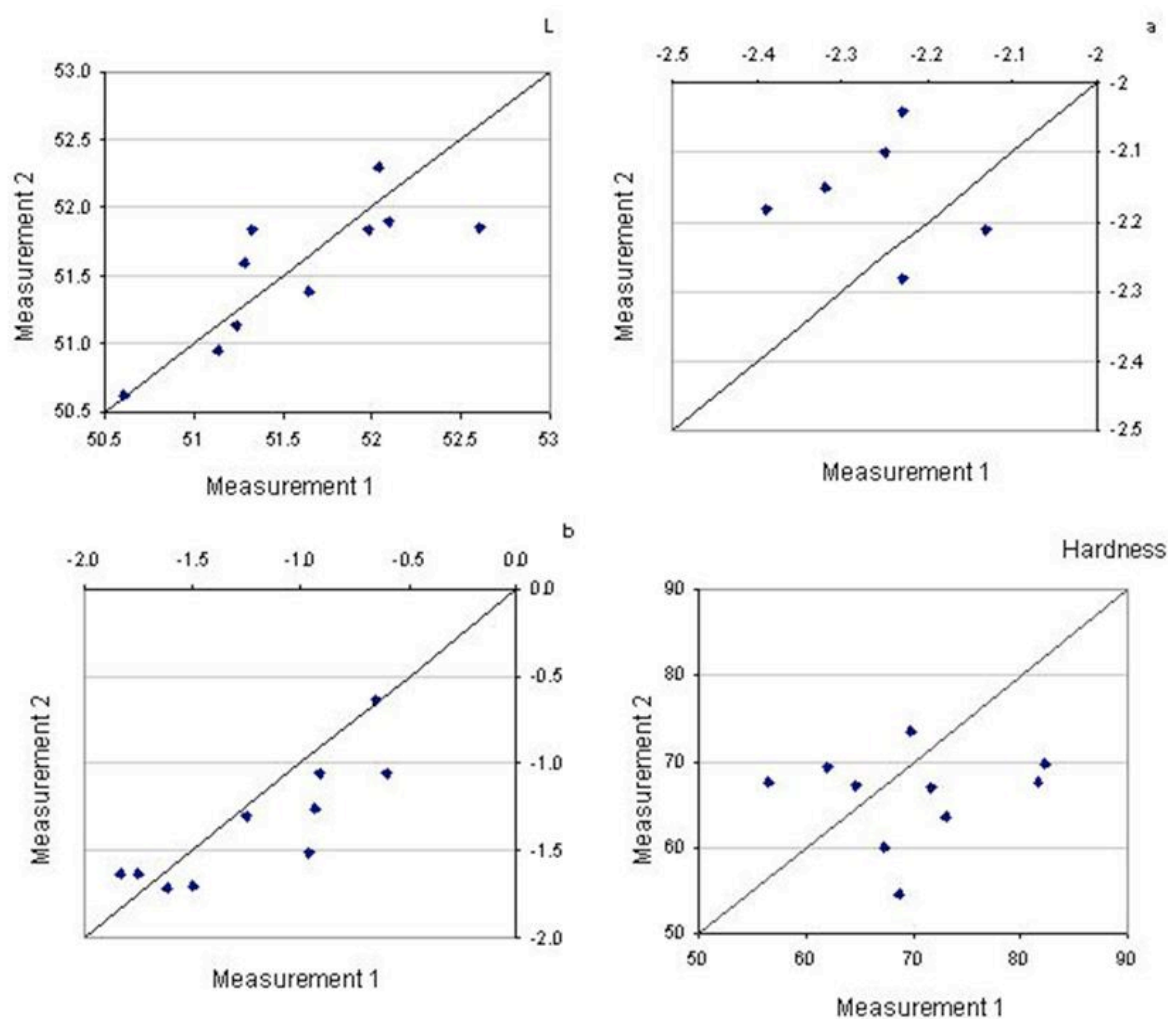 L
53.0
52.5
52.0
51.5
51.0
50.5
50.5 51 51.5 52 52.5 53
Measurement 2
Measurement 1
a
-2.5 -2.4 -2.3 -2.2 -2.1 -2
-2
-2.1
-2.2
-2.3
-2.4
-2.5
Measurement 2
Measurement 1
b
-2.0 -1.5 -1.0 -0.5 0.0
0.0
-0.5
-1.0
-1.5
-2.0
Measurement 2
Measurement 1
Hardness
90
80
70
60
50
50 60 70 80 90
Measurement 2
Measurement 1